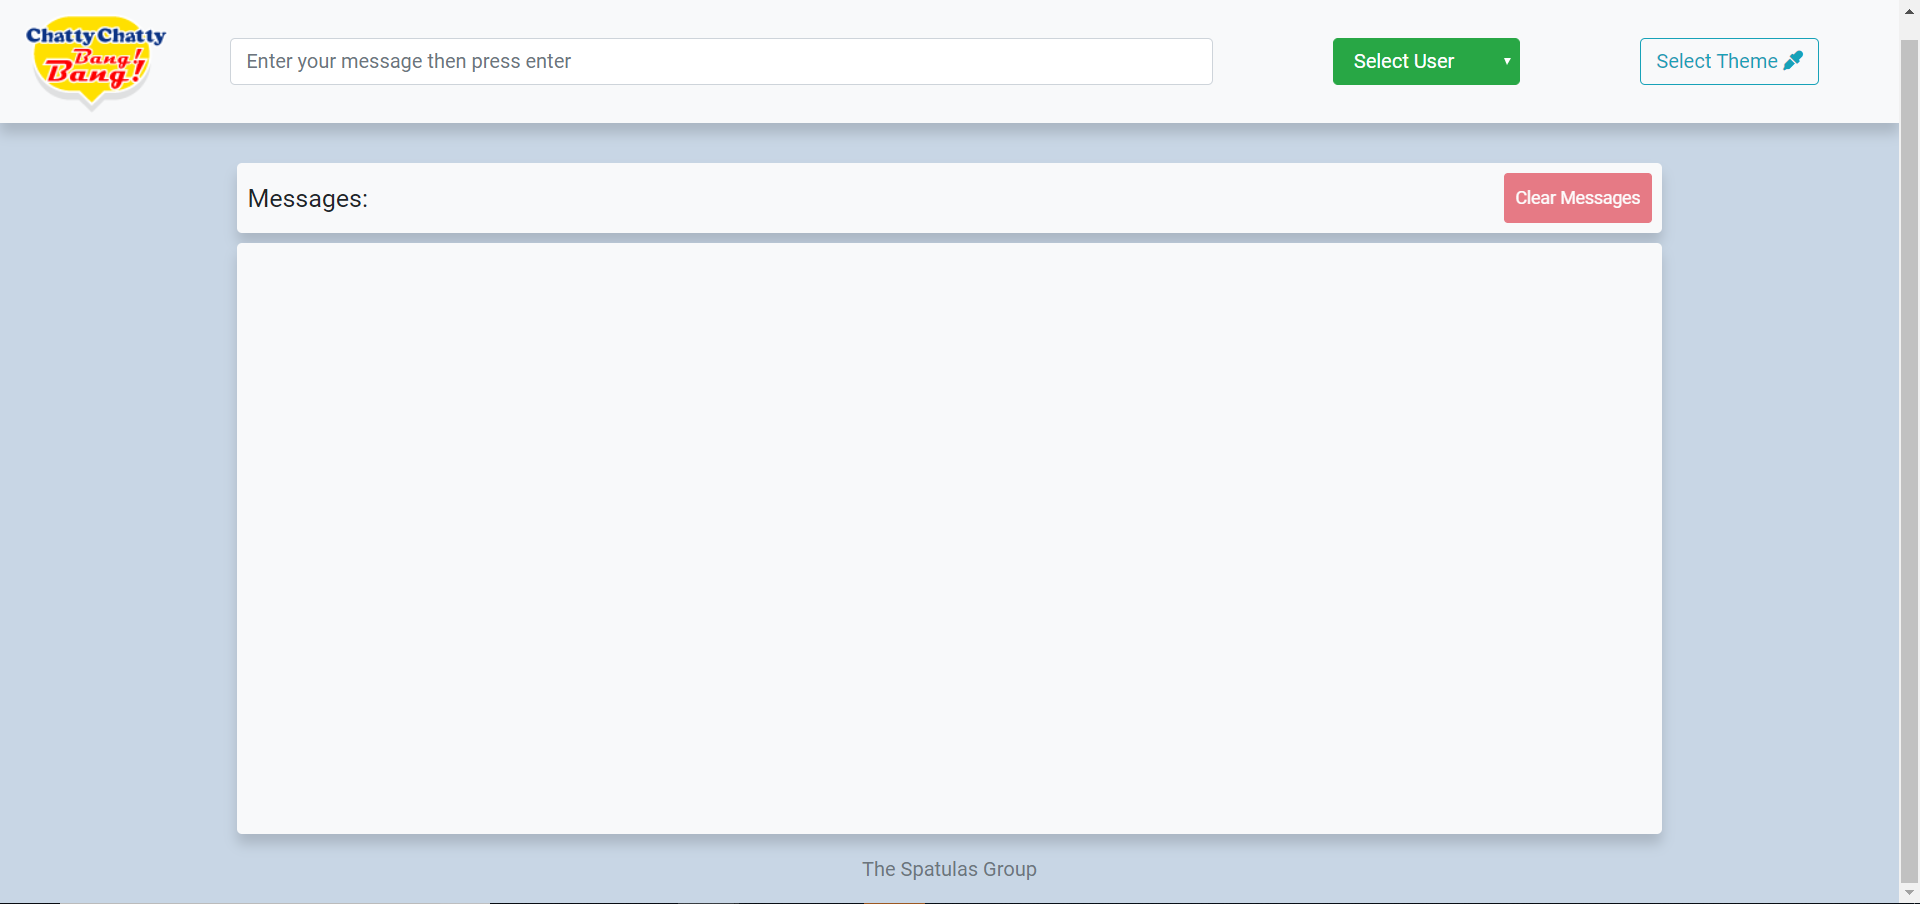 Chatty Chatty
Bang!
Bang!
Enter your message then press enter
Select User
Select Theme
Messages:
Clear Messages
The Spatulas Group